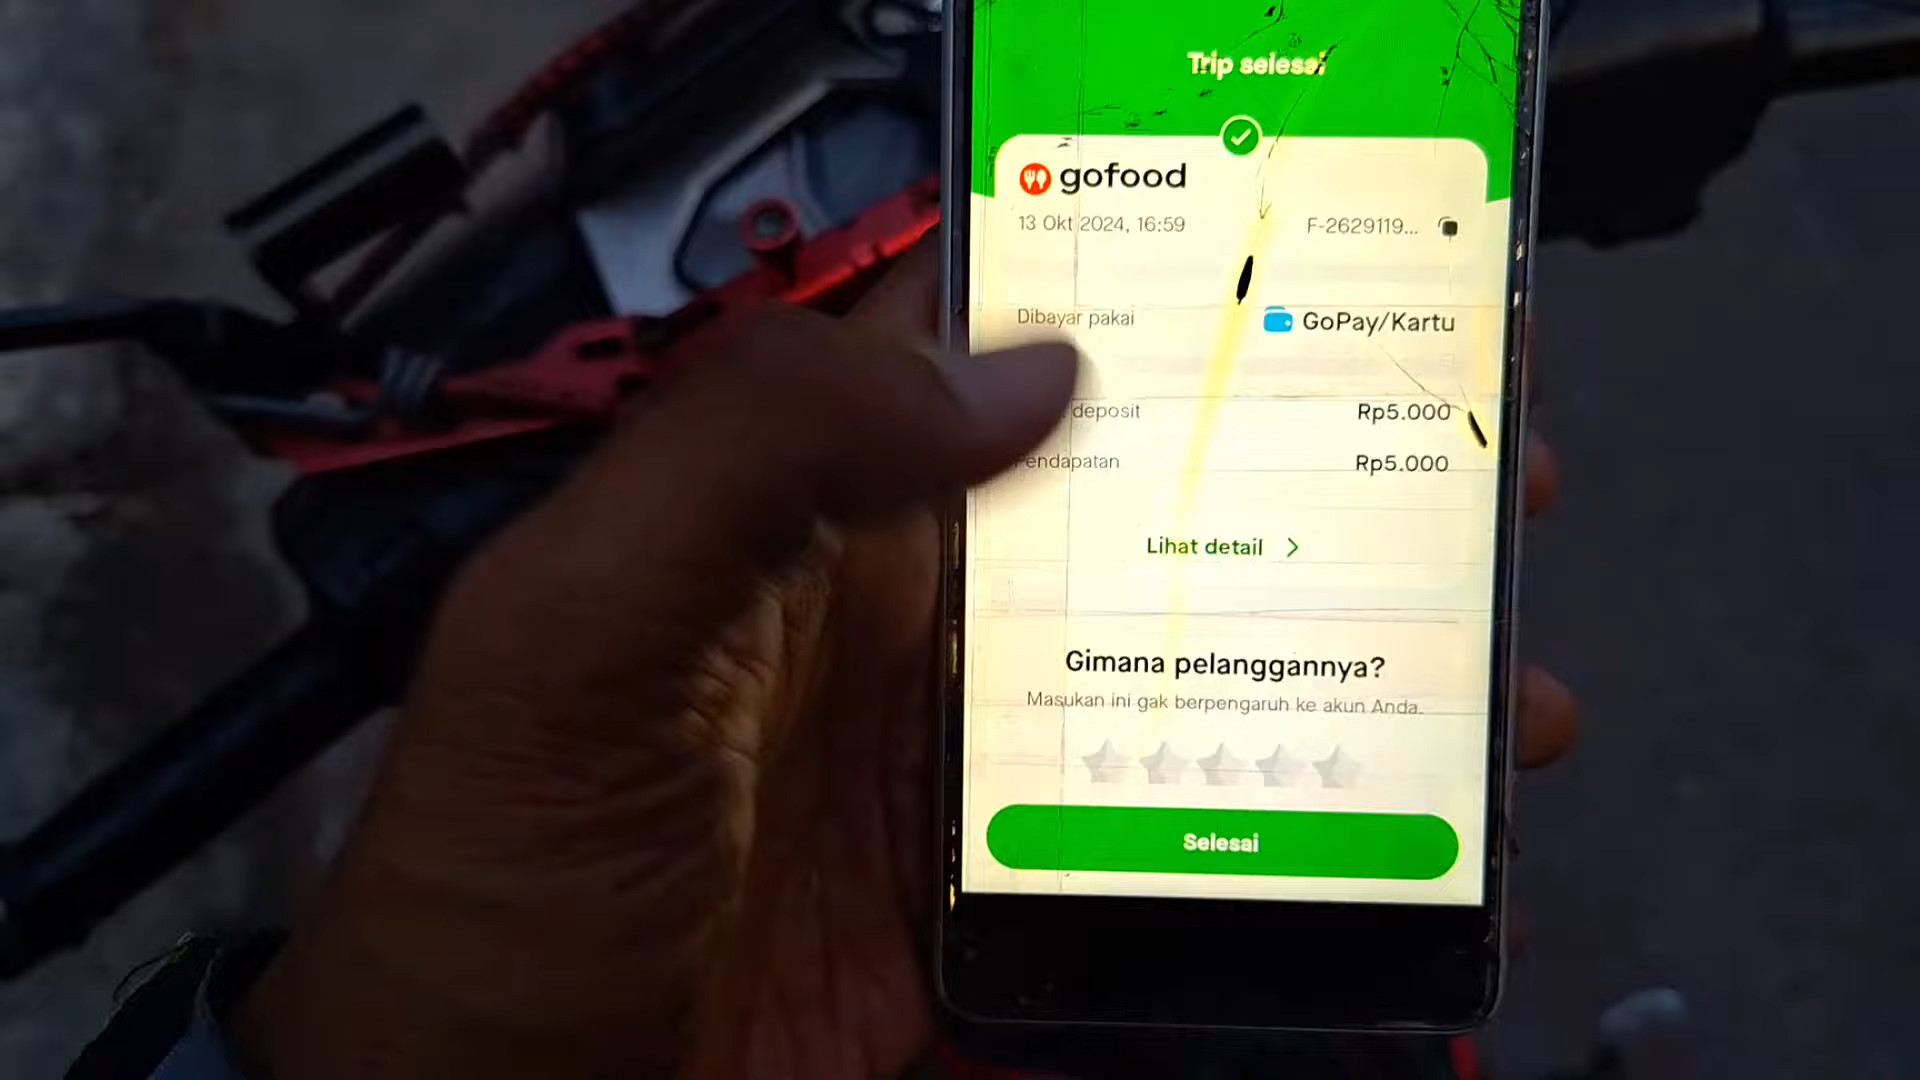 Trip selesai
gofood
13 Okt 2024, 16:59 F-2629119...
Dibayar pakai GoPay/Kartu
deposit Rp5.000
Pendapatan Rp5.000
Lihat detail
Gimana pelanggannya?
Masukan ini gak berpengaruh ke akun Anda.
Selesai